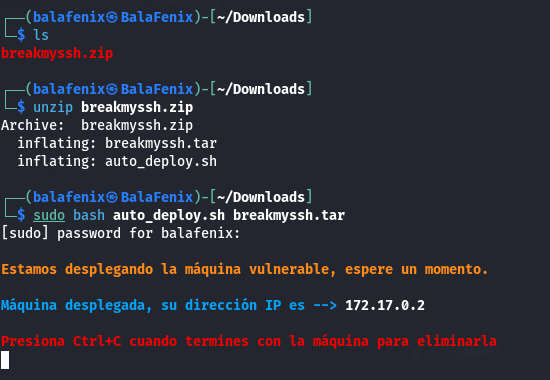 ┌──(balafenix㉿BalaFenix)-[~/Downloads]
└─$ ls
breakmyssh.zip
┌──(balafenix㉿BalaFenix)-[~/Downloads]
└─$ unzip breakmyssh.zip
Archive:  breakmyssh.zip
  inflating: breakmyssh.tar
  inflating: auto_deploy.sh
┌──(balafenix㉿BalaFenix)-[~/Downloads]
└─$ sudo bash auto_deploy.sh breakmyssh.tar
[sudo] password for balafenix:
Estamos desplegando la máquina vulnerable, espere un momento.
Máquina desplegada, su dirección IP es --> 172.17.0.2
Presiona Ctrl+C cuando termines con la máquina para eliminarla